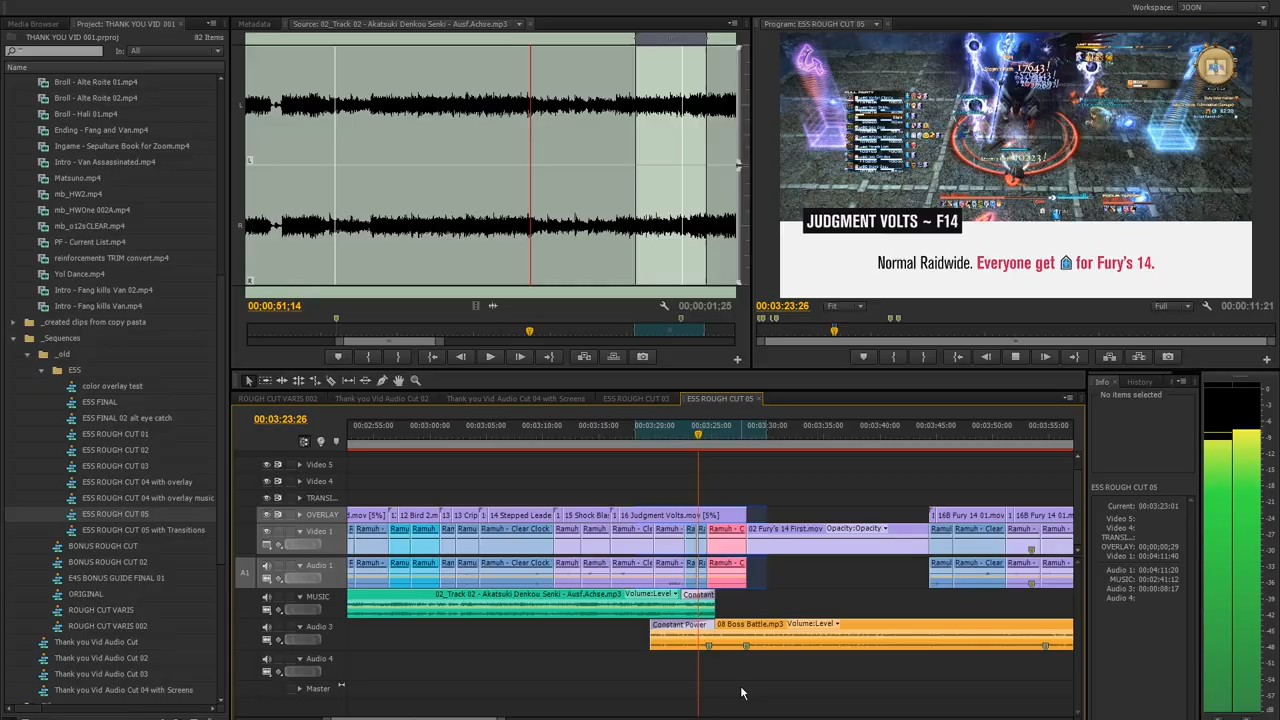 Workspace: JOON
Media Browser
Project: THANK YOU VID 001
Metadata
Source: 02_Track 02 - Akatsuki Denkou Senki - Ausf.Achse.mp3
Program: ESS ROUGH CUT 05
THANK YOU VID 001.prproj
82 Items
In: All
Name
Broll - Alte Roite 01.mp4
Broll - Alte Roite 02.mp4
Broll - Hali 01.mp4
Ending - Fang and Van.mp4
Ingame - Sepulture Book for Zoom.mp4
Intro - Van Assassinated.mp4
Matsuno.mp4
mb_HW2.mp4
mb_HWOne 002A.mp4
mb_o12sCLEAR.mp4
PF - Current List.mp4
reinforcements TRIM convert.mp4
Yol Dance.mp4
Intro - Fang kills Van 02.mp4
Intro - Fang kills Van.mp4
_created clips from copy pasta
_Sequences
_old
ESS
color overlay test
ESS FINAL
ESS FINAL 02 alt eye catch
ESS ROUGH CUT 01
ESS ROUGH CUT 02
ESS ROUGH CUT 03
ESS ROUGH CUT 04 with overlay
ESS ROUGH CUT 04 with overlay music
ESS ROUGH CUT 05
ESS ROUGH CUT 05 with Transitions
BONUS ROUGH CUT
BONUS ROUGH CUT 02
E4S BONUS GUIDE FINAL 01
ORIGINAL
ROUGH CUT VARIS
ROUGH CUT VARIS 002
Thank you Vid Audio Cut
Thank you Vid Audio Cut 02
Thank you Vid Audio Cut 03
Thank you Vid Audio Cut 04 with Screens
L
R
L
R
00;00;51;14
00;00;01;25
17643!
10223!
JUDGMENT VOLTS ~ F14
Normal Raidwide. Everyone get for Fury's 14.
00:03:23:26
Fit
Full
00:00:11:21
ROUGH CUT VARIS 002
Thank you Vid Audio Cut 02
Thank you Vid Audio Cut 04 with Screens
ESS ROUGH CUT 03
ESS ROUGH CUT 05
00:03:23:26
00:02:55:00
00:03:00:00
00:03:05:00
00:03:10:00
00:03:15:00
00:03:20:00
00:03:25:00
00:03:30:00
00:03:35:00
00:03:40:00
00:03:45:00
00:03:50:00
00:03:55:00
Video 5
Video 4
TRANSI...
OVERLAY
d.mov [5%]
12 Bird 2.m
13 Crip
14 Stepped Leade
15 Shock Bla
16 Judgment Volts.mov [5%]
16B Fury 14 01.mov
16B Fury 14 01.m
Video 1
Ramuh -
Ramu
Ramuh -
Ramuh - Clear Clock
Ramuh -
Ramuh -
Ramuh - Cle
Ramuh -
Ra
Ramuh - C
02 Fury's 14 First.mov Opacity:Opacity
Ramuh -
Ramuh - Clear
Ramuh -
Ramuh -
A1
Audio 1
Ramuh -
Ramu
Ramuh -
Ramuh - Clear Clock
Ramuh -
Ramuh -
Ramuh - Cle
Ramuh -
Ra
Ramuh - C
Ramuh -
Ramuh - Clear
Ramuh -
Ramuh -
MUSIC
02_Track 02 - Akatsuki Denkou Senki - Ausf.Achse.mp3 Volume:Level
Constant
Audio 3
Constant Power
08 Boss Battle.mp3 Volume:Level
Audio 4
Master
Info
History
No items selected
ESS ROUGH CUT 05
Current: 00:03:23:01
Video 5:
Video 4:
TRANSI...:
OVERLAY: 00;00;00;29
Video 1: 00:04:11:40
Audio 1: 00:04:11:20
MUSIC: 00:02:41:12
Audio 3: 00:00:08:17
Audio 4: